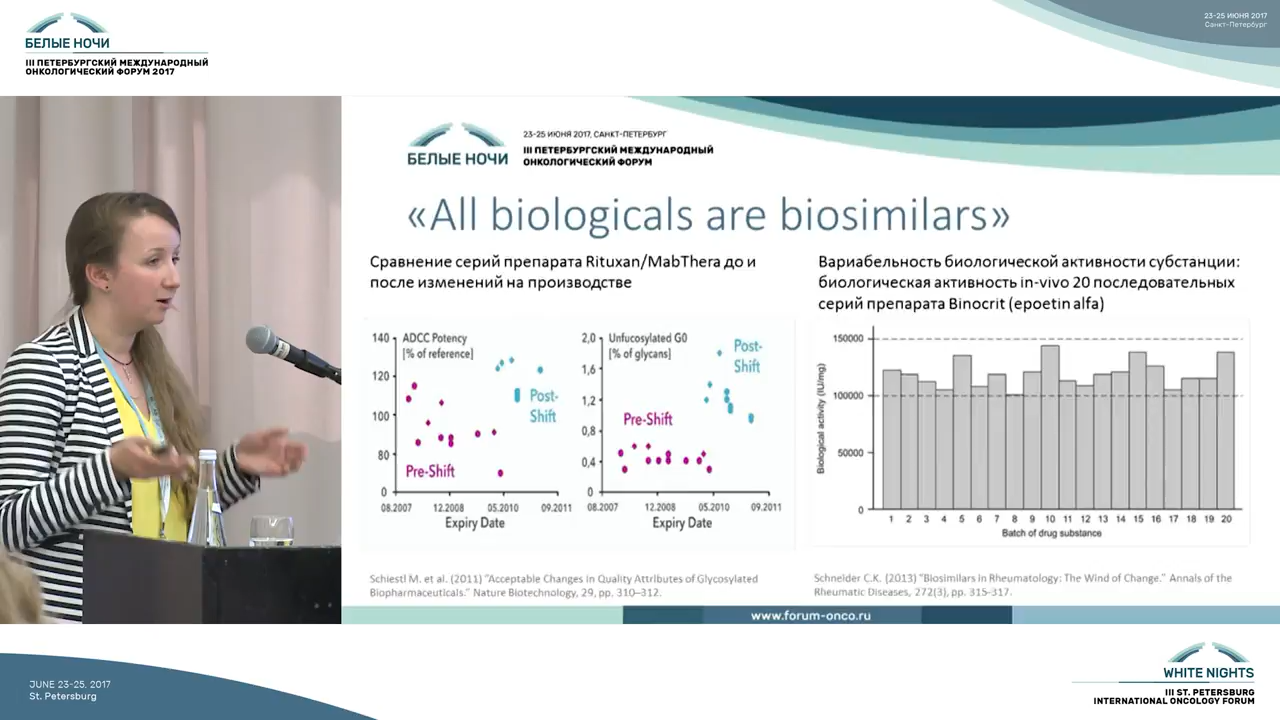 БЕЛЫЕ НОЧИ
III ПЕТЕРБУРГСКИЙ МЕЖДУНАРОДНЫЙ
ОНКОЛОГИЧЕСКИЙ ФОРУМ 2017
23-25 ИЮНЯ 2017
Санкт-Петербург
БЕЛЫЕ НОЧИ
23-25 ИЮНЯ 2017, САНКТ-ПЕТЕРБУРГ
III ПЕТЕРБУРГСКИЙ МЕЖДУНАРОДНЫЙ
ОНКОЛОГИЧЕСКИЙ ФОРУМ
«All biologicals are biosimilars»
Сравнение серий препарата Rituxan/MabThera до и
после изменений на производстве
ADCC Potency
[% of reference]
140
120
100
80
0
Post-
Shift
Pre-Shift
08.2007 12.2008 05.2010 09.2011
Expiry Date
Unfucosylated G0
[% of glycans]
2,0
1,6
1,2
0,8
0,4
0
Post-
Shift
Pre-Shift
08.2007 12.2008 05.2010 09.2011
Expiry Date
Schiestl M. et al. (2011) "Acceptable Changes in Quality Attributes of Glycosylated
Biopharmaceuticals." Nature Biotechnology, 29, pp. 310–312.
Вариабельность биологической активности субстанции:
биологическая активность in-vivo 20 последовательных
серий препарата Binocrit (epoetin alfa)
Biological activity (IU/mg)
150000
100000
50000
0
1 2 3 4 5 6 7 8 9 10 11 12 13 14 15 16 17 18 19 20
Batch of drug substance
Schneider C.K. (2013) "Biosimilars in Rheumatology: The Wind of Change." Annals of the
Rheumatic Diseases, 272(3), pp. 315-317.
www.forum-onco.ru
JUNE 23-25, 2017
St. Petersburg
WHITE NIGHTS
III ST. PETERSBURG
INTERNATIONAL ONCOLOGY FORUM